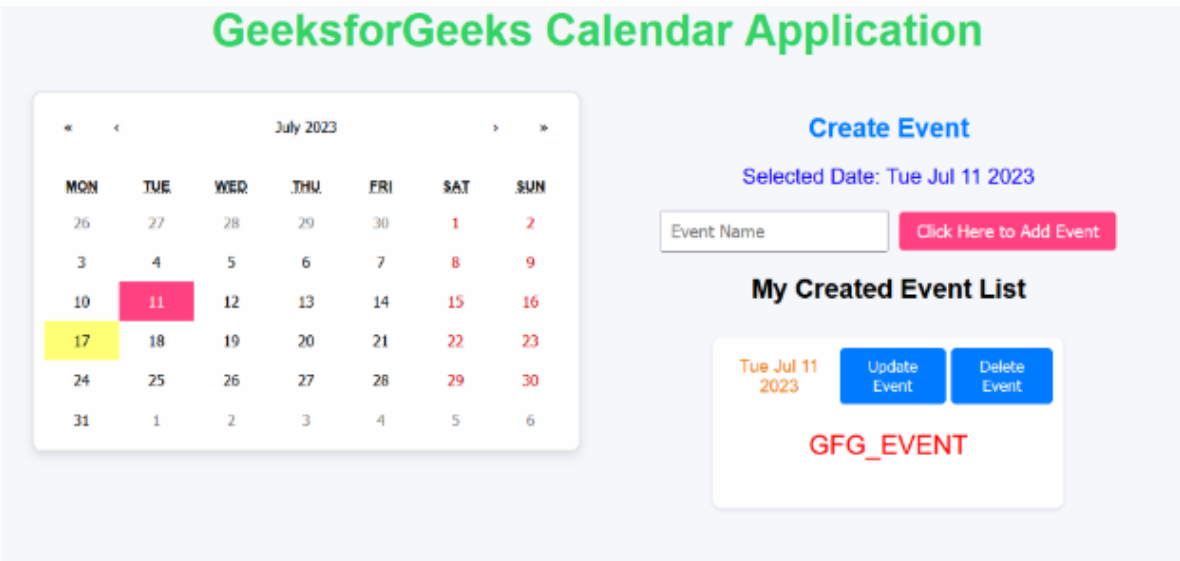 GeeksforGeeks Calendar Application
« ‹ July 2023 › »
MON TUE WED THU FRI SAT SUN
26 27 28 29 30 1 2
3 4 5 6 7 8 9
10 11 12 13 14 15 16
17 18 19 20 21 22 23
24 25 26 27 28 29 30
31 1 2 3 4 5 6
Create Event
Selected Date: Tue Jul 11 2023
Event Name Click Here to Add Event
My Created Event List
Tue Jul 11
2023
Update
Event
Delete
Event
GFG_EVENT